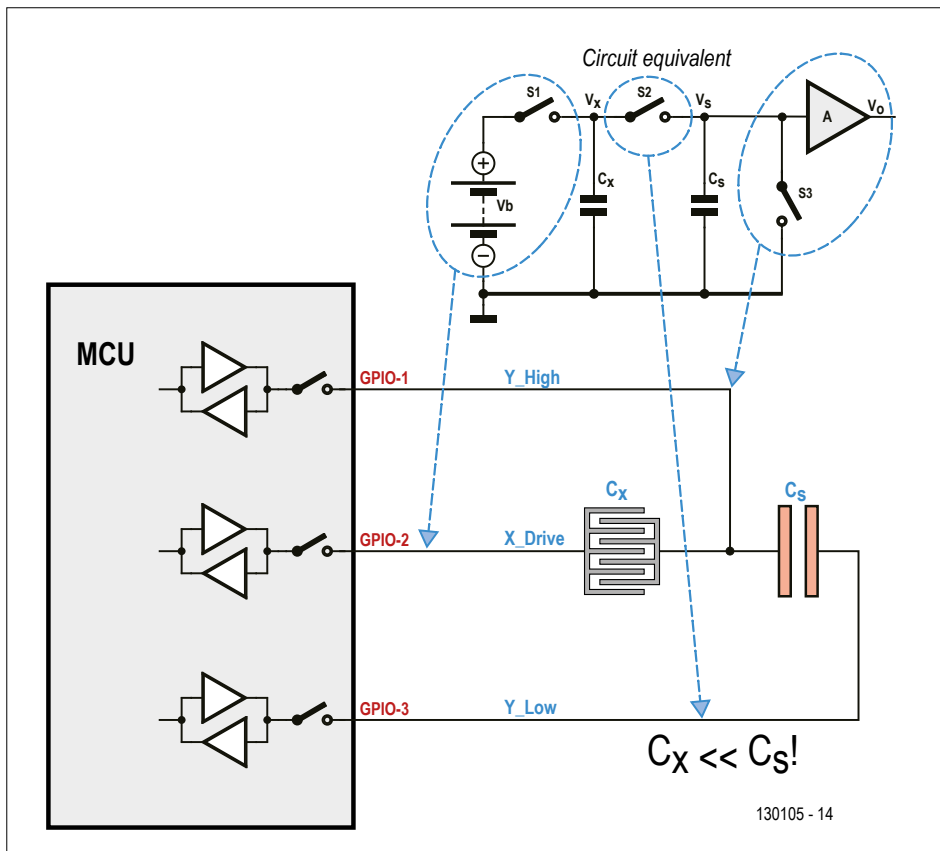 Circuit equivalent
S1
Vx
S2
Vs
A
Vo
Cx
Cs
S3
+
Vb
−
MCU
GPIO-1
Y_High
Cx
Cs
GPIO-2
X_Drive
GPIO-3
Y_Low
Cx << Cs!
130105 - 14